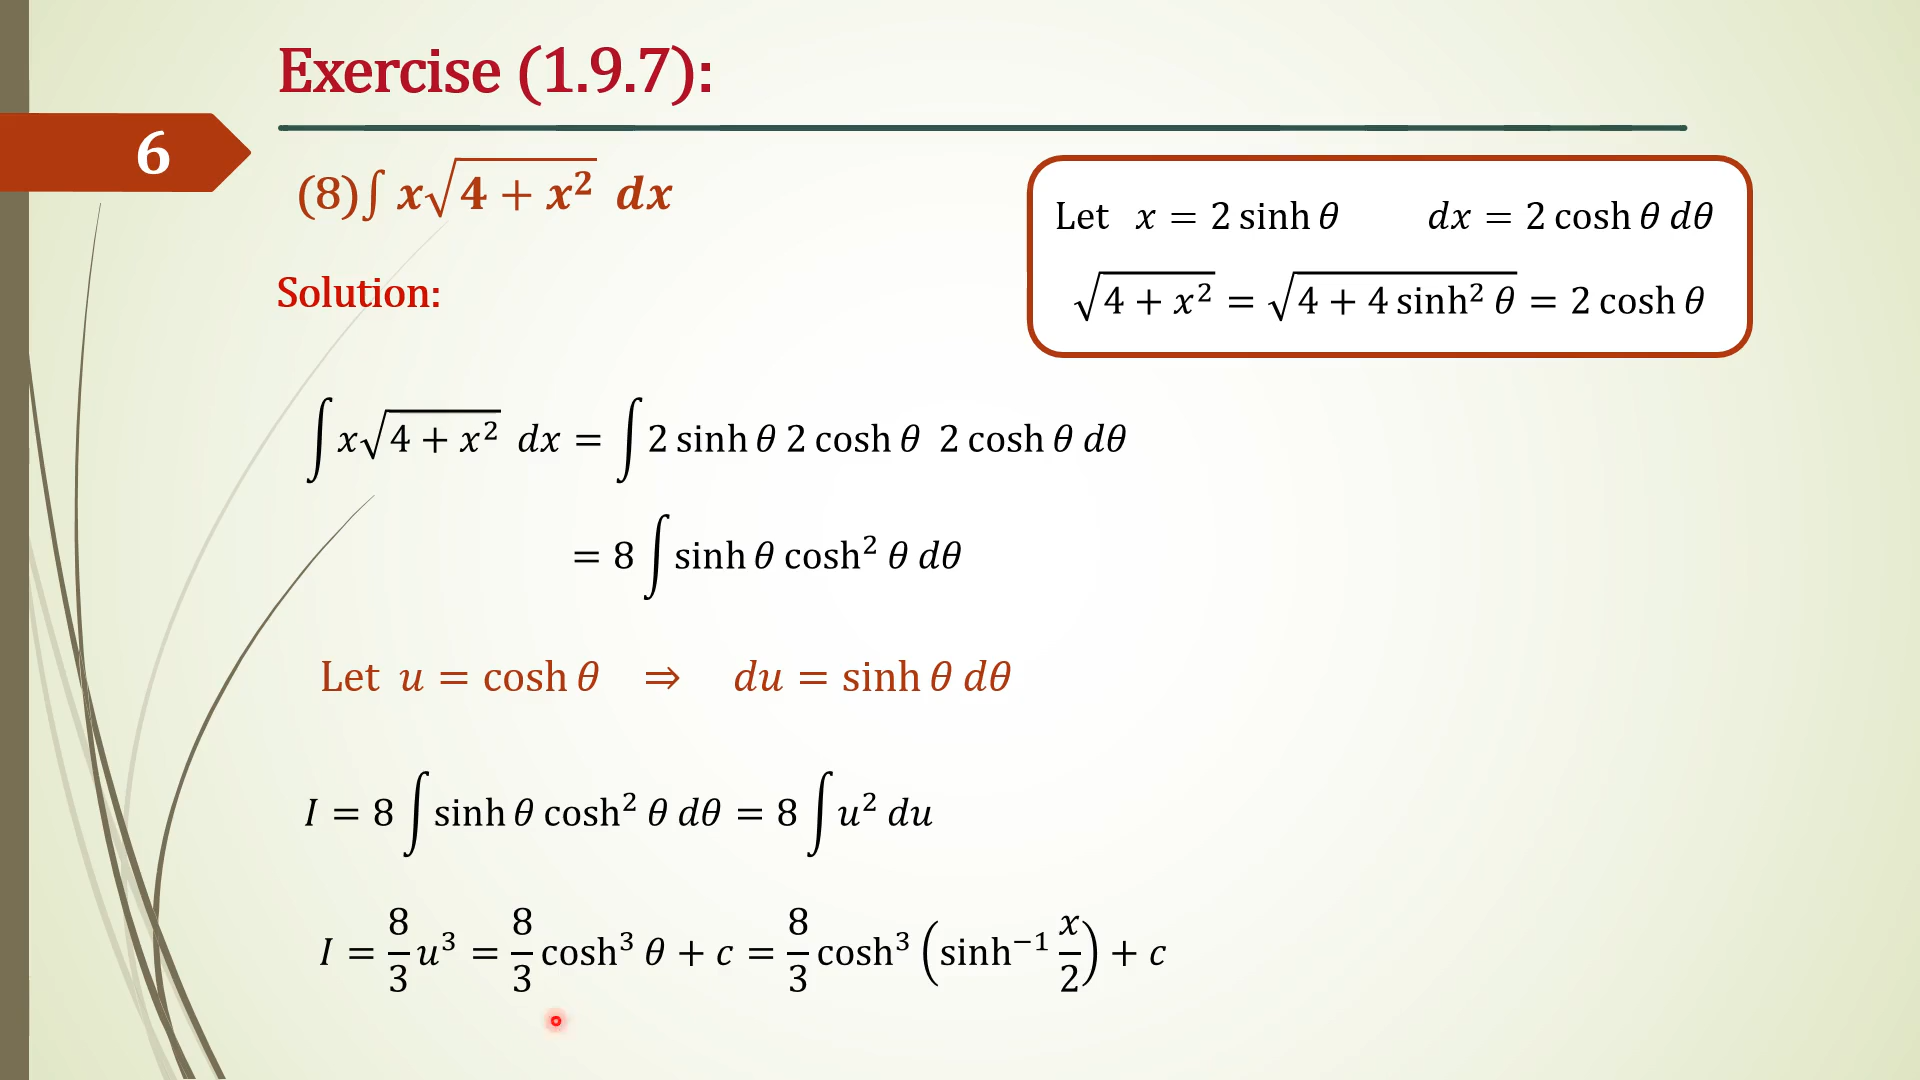 Exercise (1.9.7):
6
(8)∫ x√(4 + x²) dx
Let x = 2 sinh θ dx = 2 cosh θ dθ
√(4 + x²) = √(4 + 4 sinh² θ) = 2 cosh θ
Solution:
∫ x√(4 + x²) dx = ∫ 2 sinh θ 2 cosh θ 2 cosh θ dθ
= 8 ∫ sinh θ cosh² θ dθ
Let u = cosh θ ⇒ du = sinh θ dθ
I = 8 ∫ sinh θ cosh² θ dθ = 8 ∫ u² du
I = 8/3 u³ = 8/3 cosh³ θ + c = 8/3 cosh³ (sinh⁻¹ x/2) + c